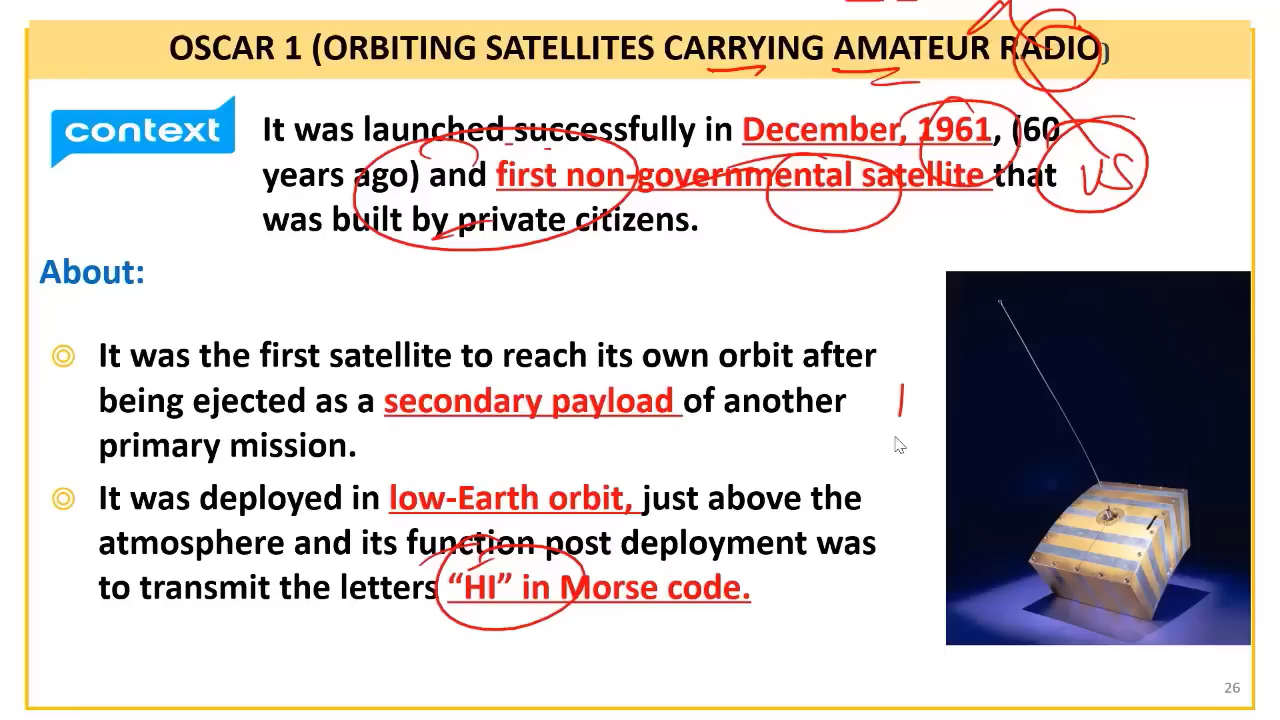 OSCAR 1 (ORBITING SATELLITES CARRYING AMATEUR RADIO)
context
It was launched successfully in December, 1961, (60
years ago) and first non-governmental satellite that
was built by private citizens.
US
About:
It was the first satellite to reach its own orbit after
being ejected as a secondary payload of another
primary mission.
It was deployed in low-Earth orbit, just above the
atmosphere and its function post deployment was
to transmit the letters “HI” in Morse code.
26